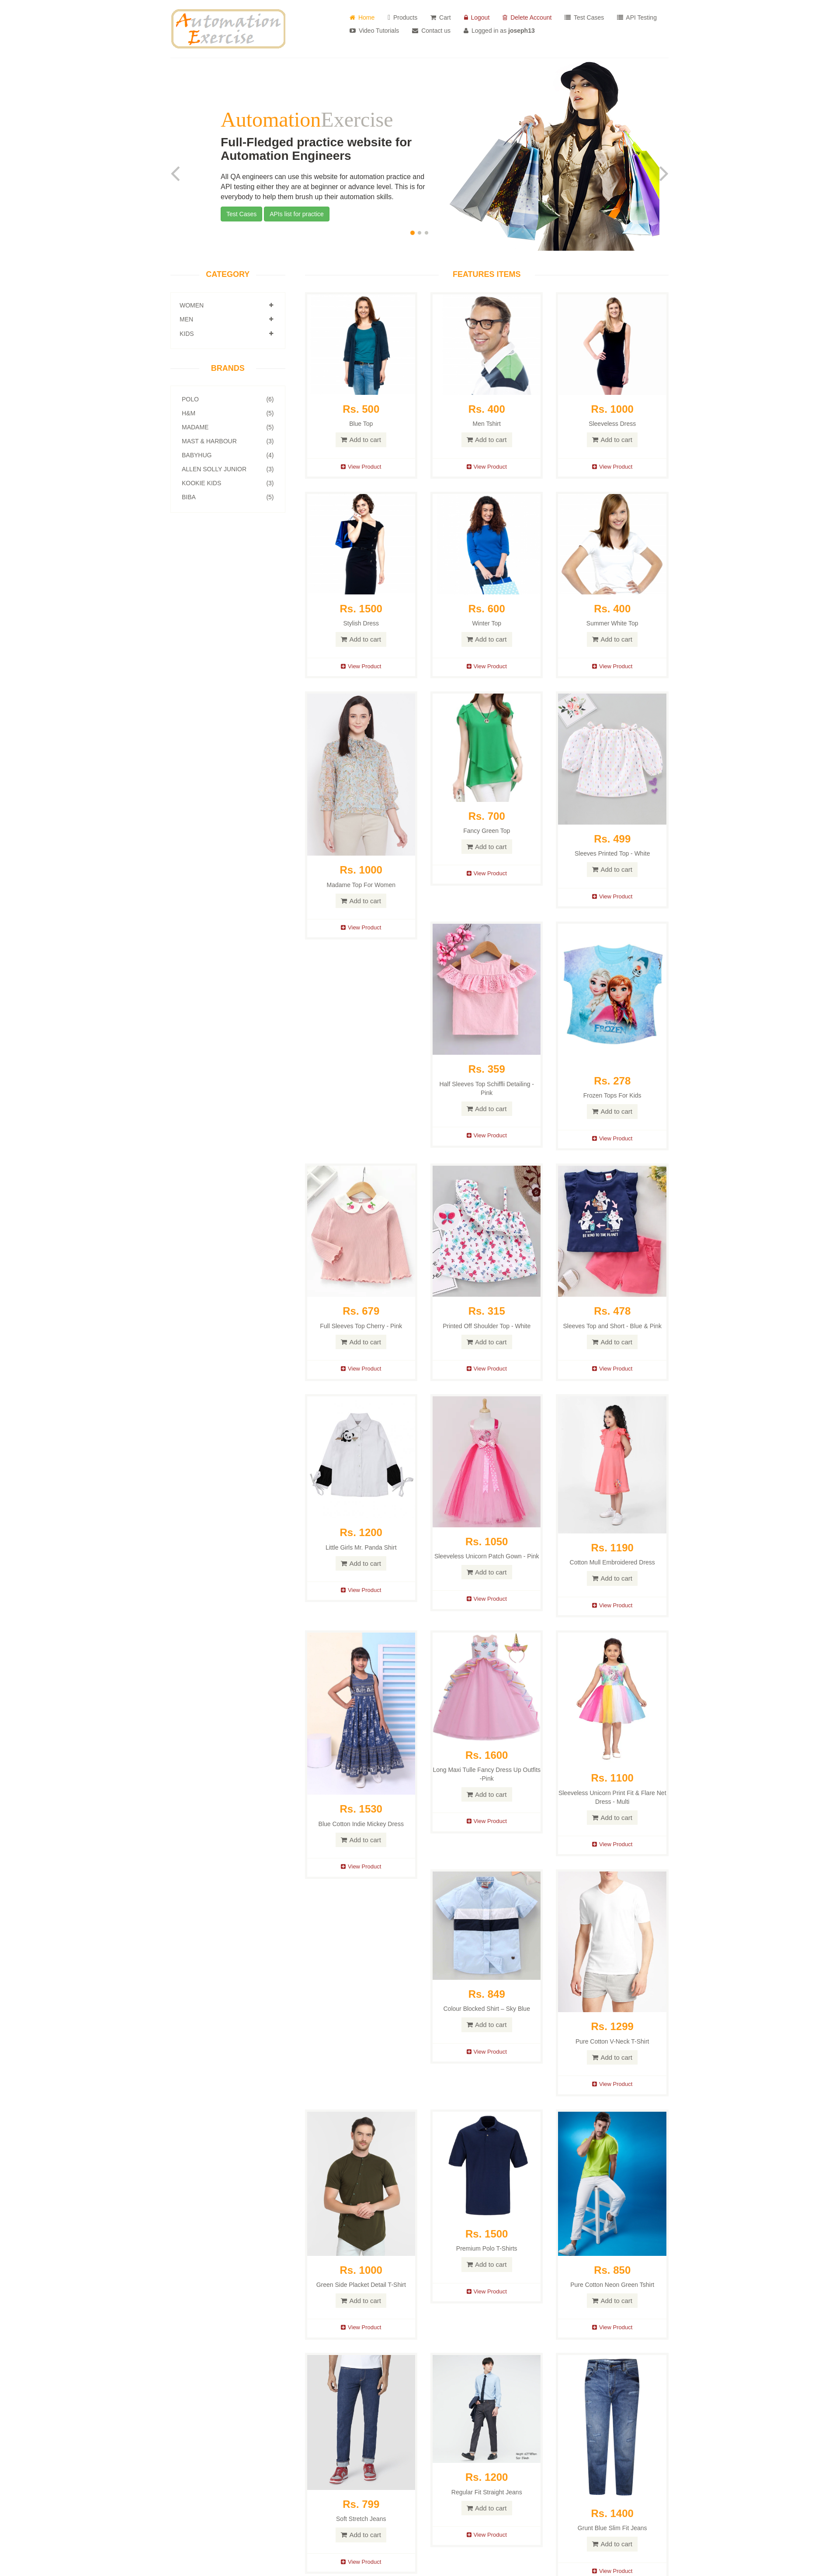 Automation
Exercise
Home
Products
Cart
Logout
Delete Account
Test Cases
API Testing
Video Tutorials
Contact us
Logged in as joseph13
AutomationExercise
Full-Fledged practice website for
Automation Engineers
All QA engineers can use this website for automation practice and
API testing either they are at beginner or advance level. This is for
everybody to help them brush up their automation skills.
Test Cases
APIs list for practice
CATEGORY
WOMEN
MEN
KIDS
BRANDS
POLO (6)
H&M (5)
MADAME (5)
MAST & HARBOUR (3)
BABYHUG (4)
ALLEN SOLLY JUNIOR (3)
KOOKIE KIDS (3)
BIBA (5)
FEATURES ITEMS
Rs. 500
Blue Top
Add to cart
View Product
Rs. 400
Men Tshirt
Add to cart
View Product
Rs. 1000
Sleeveless Dress
Add to cart
View Product
Rs. 1500
Stylish Dress
Add to cart
View Product
Rs. 600
Winter Top
Add to cart
View Product
Rs. 400
Summer White Top
Add to cart
View Product
Rs. 1000
Madame Top For Women
Add to cart
View Product
Rs. 700
Fancy Green Top
Add to cart
View Product
Rs. 499
Sleeves Printed Top - White
Add to cart
View Product
Rs. 359
Half Sleeves Top Schiffli Detailing -
Pink
Add to cart
View Product
FROZEN
Rs. 278
Frozen Tops For Kids
Add to cart
View Product
Rs. 679
Full Sleeves Top Cherry - Pink
Add to cart
View Product
Rs. 315
Printed Off Shoulder Top - White
Add to cart
View Product
BE KIND TO THE PLANET
Rs. 478
Sleeves Top and Short - Blue & Pink
Add to cart
View Product
Rs. 1200
Little Girls Mr. Panda Shirt
Add to cart
View Product
Rs. 1050
Sleeveless Unicorn Patch Gown - Pink
Add to cart
View Product
Rs. 1190
Cotton Mull Embroidered Dress
Add to cart
View Product
Rs. 1530
Blue Cotton Indie Mickey Dress
Add to cart
View Product
Rs. 1600
Long Maxi Tulle Fancy Dress Up Outfits
-Pink
Add to cart
View Product
Rs. 1100
Sleeveless Unicorn Print Fit & Flare Net
Dress - Multi
Add to cart
View Product
Rs. 849
Colour Blocked Shirt – Sky Blue
Add to cart
View Product
Rs. 1299
Pure Cotton V-Neck T-Shirt
Add to cart
View Product
Rs. 1000
Green Side Placket Detail T-Shirt
Add to cart
View Product
Rs. 1500
Premium Polo T-Shirts
Add to cart
View Product
Rs. 850
Pure Cotton Neon Green Tshirt
Add to cart
View Product
Rs. 799
Soft Stretch Jeans
Add to cart
View Product
Rs. 1200
Regular Fit Straight Jeans
Add to cart
View Product
Rs. 1400
Grunt Blue Slim Fit Jeans
Add to cart
View Product